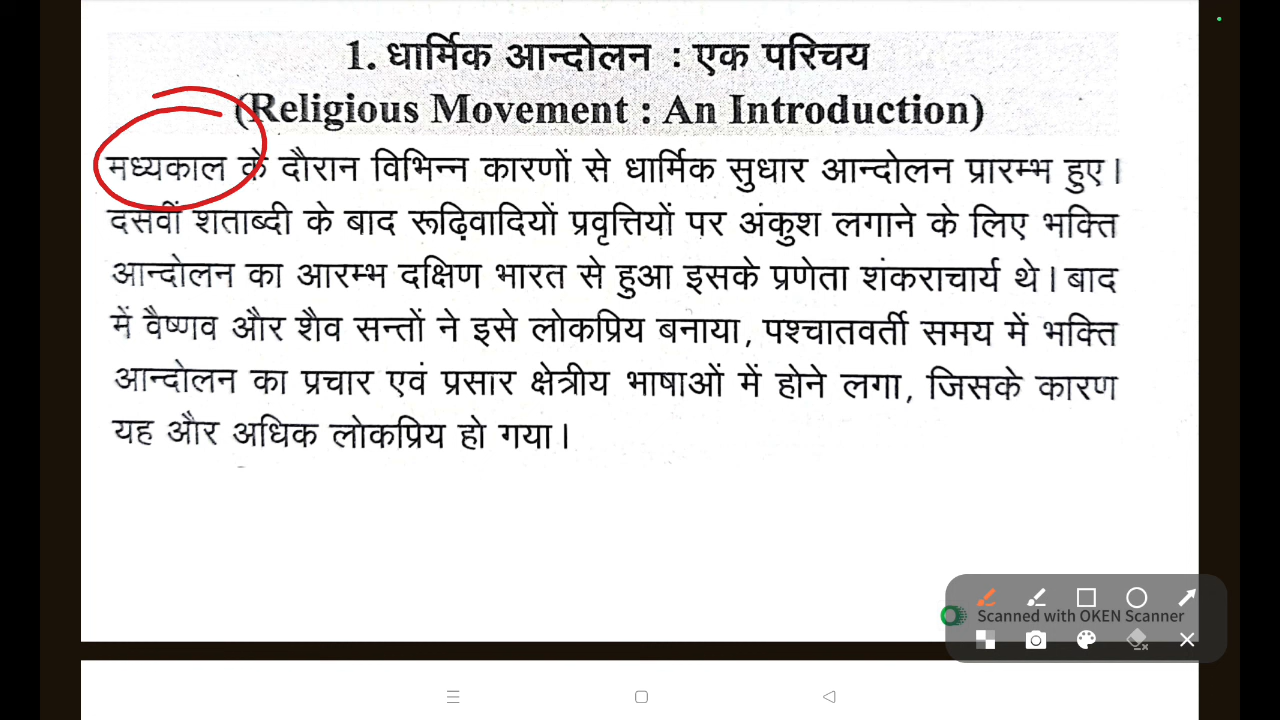 1. धार्मिक आन्दोलन : एक परिचय
(Religious Movement : An Introduction)
मध्यकाल के दौरान विभिन्न कारणों से धार्मिक सुधार आन्दोलन प्रारम्भ हुए।
दसवीं शताब्दी के बाद रूढ़िवादियों प्रवृत्तियों पर अंकुश लगाने के लिए भक्ति
आन्दोलन का आरम्भ दक्षिण भारत से हुआ इसके प्रणेता शंकराचार्य थे। बाद
में वैष्णव और शैव सन्तों ने इसे लोकप्रिय बनाया, पश्चातवर्ती समय में भक्ति
आन्दोलन का प्रचार एवं प्रसार क्षेत्रीय भाषाओं में होने लगा, जिसके कारण
यह और अधिक लोकप्रिय हो गया।
Scanned with OKEN Scanner